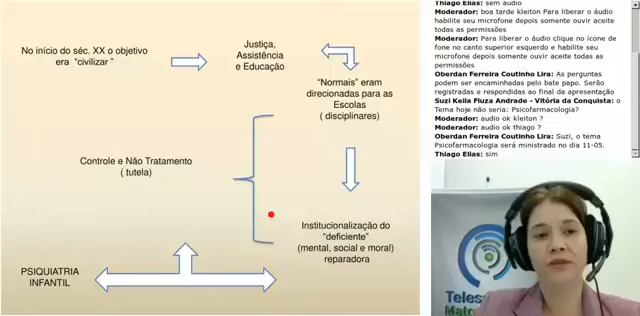 No início do séc. XX o objetivo
era "civilizar"
Justiça,
Assistência
e Educação
"Normais" eram
direcionadas para as
Escolas
( disciplinares)
Controle e Não Tratamento
( tutela)
Institucionalização do
"deficiente"
(mental, social e moral)
reparadora
PSIQUIATRIA
INFANTIL
Thiago Elias: sem audio
Moderador: boa tarde kleiton Para liberar o áudio
habilite seu microfone depois somente ouvir aceite
todas as permissões
Moderador: Para liberar o áudio clique no ícone de
fone no canto superior esquerdo e habilite seu
microfone depois somente ouvir aceite todas as
permissões
Oberdan Ferreira Coutinho Lira: As perguntas
podem ser encaminhadas pelo bate papo. Serão
registradas e respondidas ao final da apresentação
Suzi Keila Fiuza Andrade - Vitória da Conquista: o
Tema hoje não seria: Psicofarmacologia?
Moderador: audio ok kleiton ?
Moderador: audio ok thiago ?
Oberdan Ferreira Coutinho Lira: Suzi, o tema
Psicofarmacologia será ministrado no dia 11-05.
Thiago Elias: sim
Teless
Mato